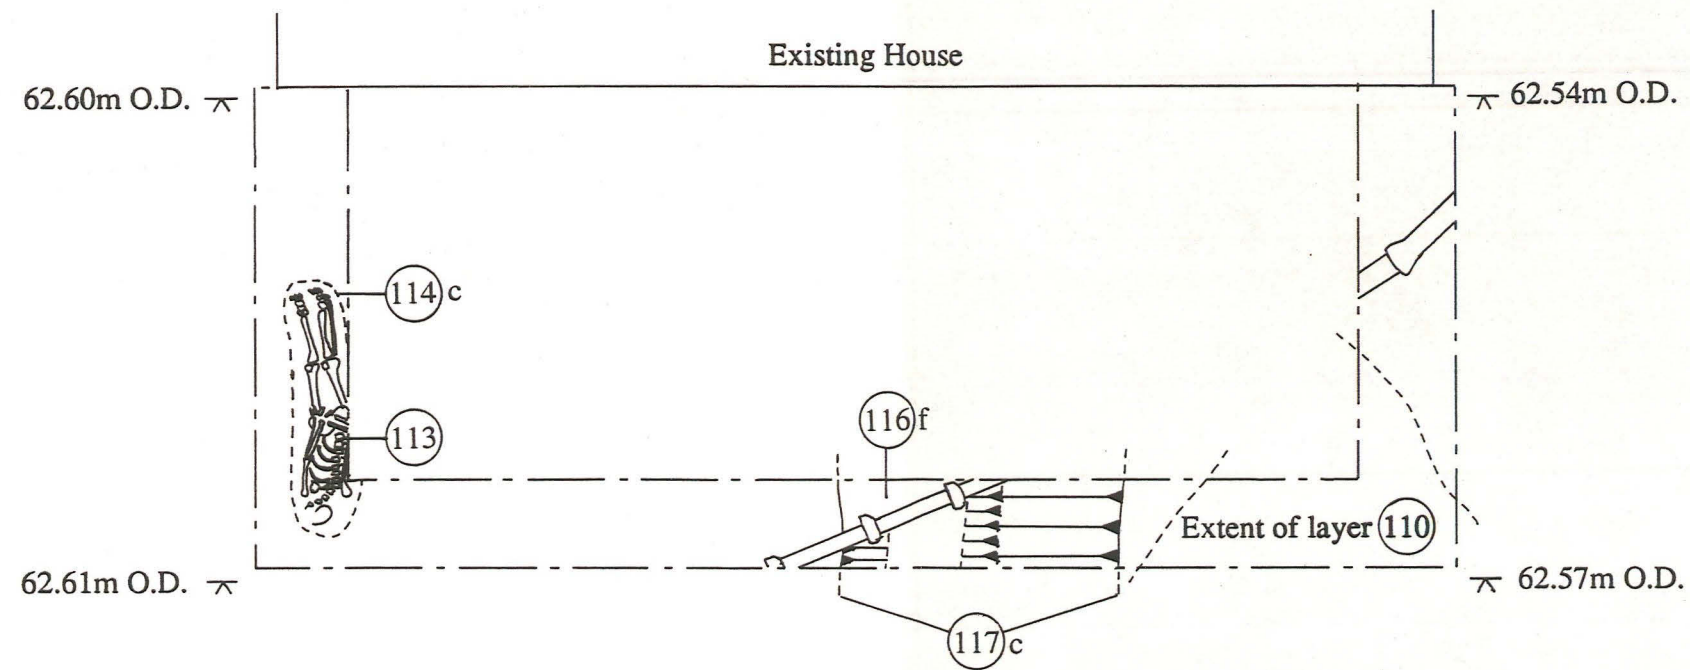 Existing House
62.60m O.D.
62.54m O.D.
114 c
116 f
113
Extent of layer 110
62.61m O.D.
62.57m O.D.
117 c